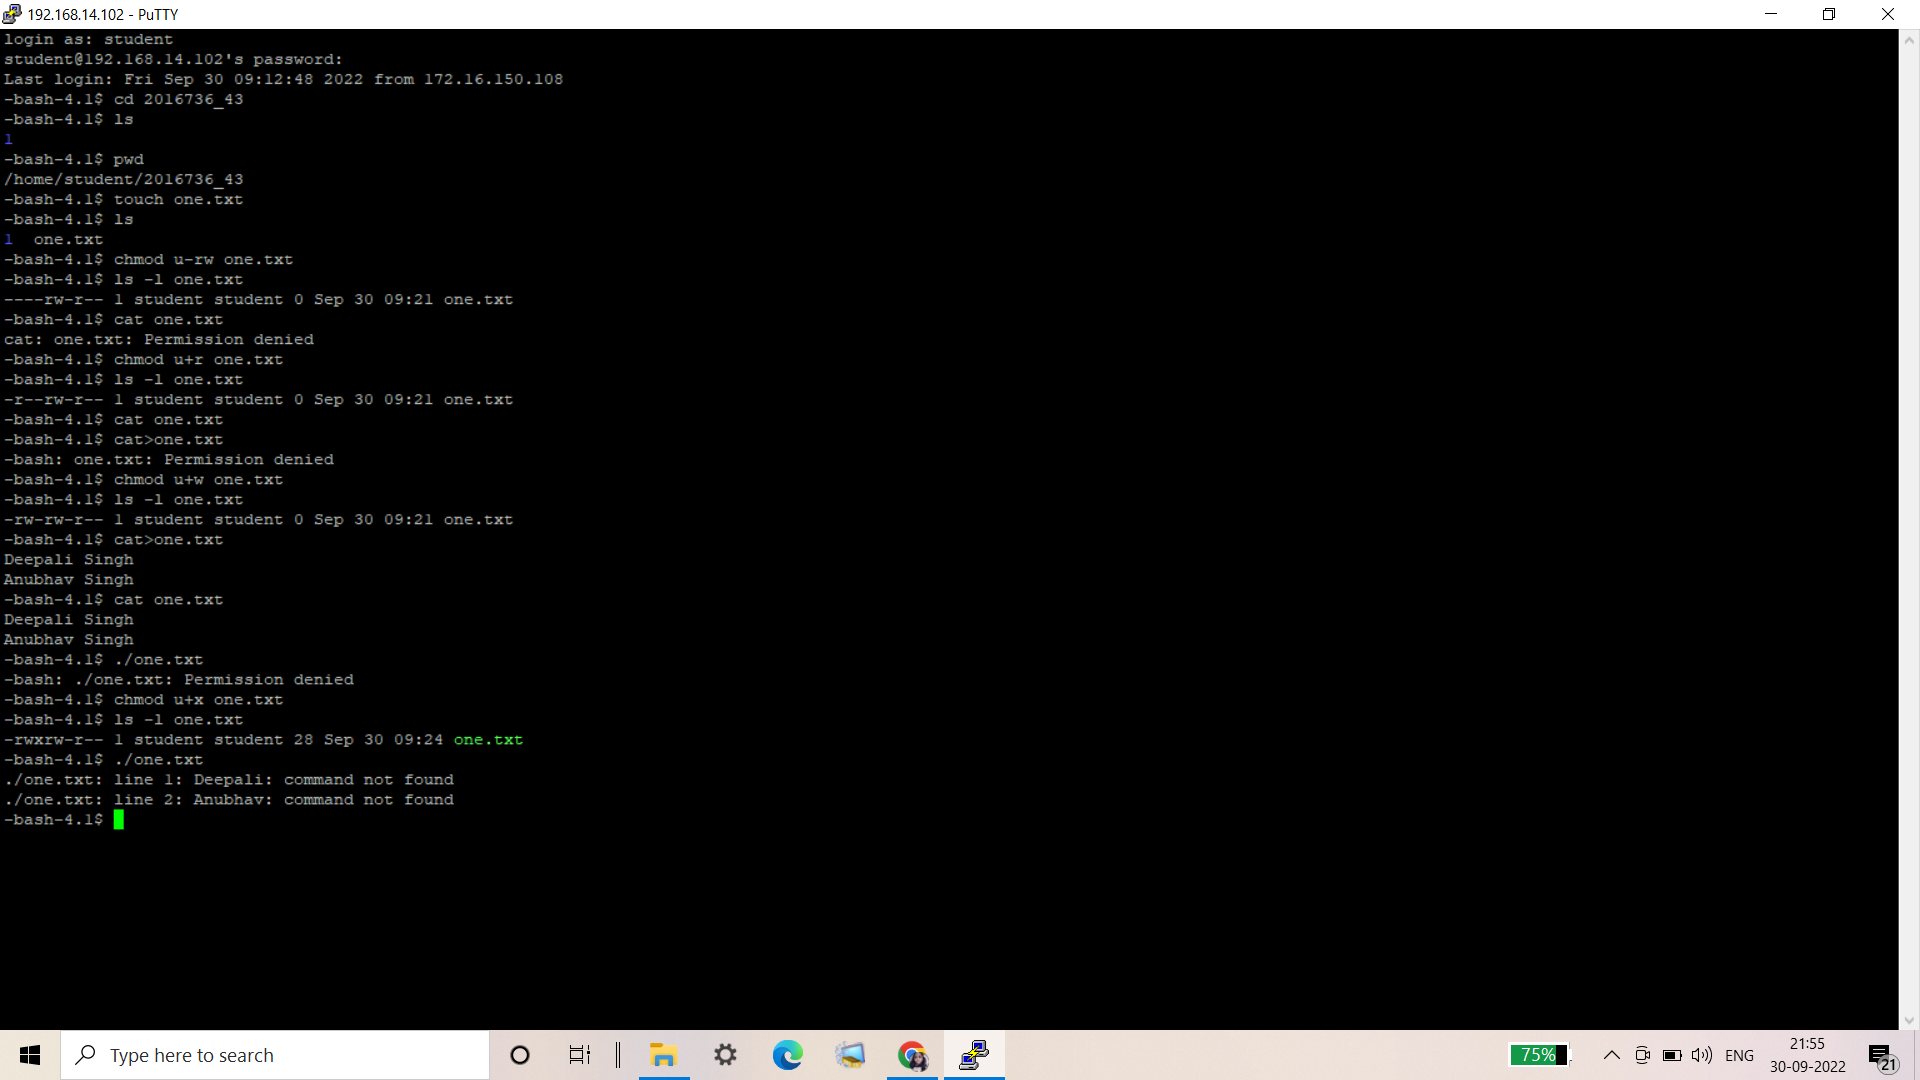 192.168.14.102 - PuTTY
login as: student
student@192.168.14.102's password:
Last login: Fri Sep 30 09:12:48 2022 from 172.16.150.108
-bash-4.1$ cd 2016736_43
-bash-4.1$ ls
1
-bash-4.1$ pwd
/home/student/2016736_43
-bash-4.1$ touch one.txt
-bash-4.1$ ls
1  one.txt
-bash-4.1$ chmod u-rw one.txt
-bash-4.1$ ls -l one.txt
----rw-r-- 1 student student 0 Sep 30 09:21 one.txt
-bash-4.1$ cat one.txt
cat: one.txt: Permission denied
-bash-4.1$ chmod u+r one.txt
-bash-4.1$ ls -l one.txt
-r--rw-r-- 1 student student 0 Sep 30 09:21 one.txt
-bash-4.1$ cat one.txt
-bash-4.1$ cat>one.txt
-bash: one.txt: Permission denied
-bash-4.1$ chmod u+w one.txt
-bash-4.1$ ls -l one.txt
-rw-rw-r-- 1 student student 0 Sep 30 09:21 one.txt
-bash-4.1$ cat>one.txt
Deepali Singh
Anubhav Singh
-bash-4.1$ cat one.txt
Deepali Singh
Anubhav Singh
-bash-4.1$ ./one.txt
-bash: ./one.txt: Permission denied
-bash-4.1$ chmod u+x one.txt
-bash-4.1$ ls -l one.txt
-rwxrw-r-- 1 student student 28 Sep 30 09:24 one.txt
-bash-4.1$ ./one.txt
./one.txt: line 1: Deepali: command not found
./one.txt: line 2: Anubhav: command not found
-bash-4.1$
Type here to search
75%
ENG
21:55
30-09-2022
21